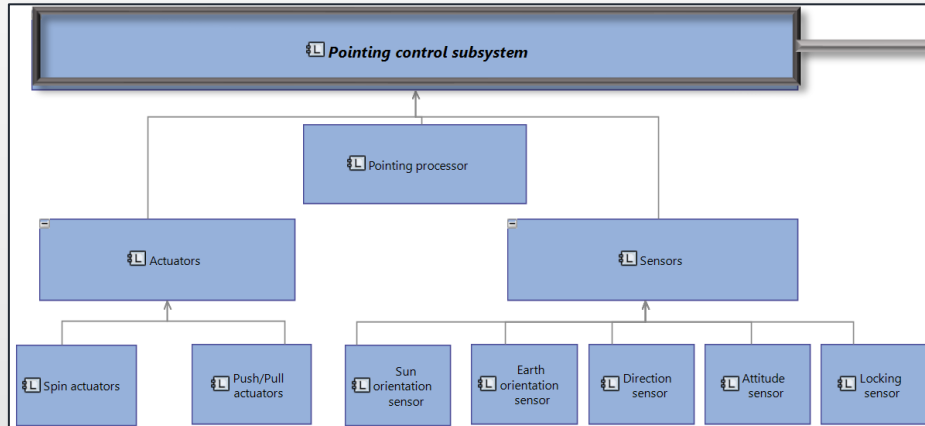 Pointing control subsystem
Pointing processor
Actuators
Sensors
Spin actuators
Push/Pull
actuators
Sun
orientation
sensor
Earth
orientation
sensor
Direction
sensor
Attitude
sensor
Locking
sensor